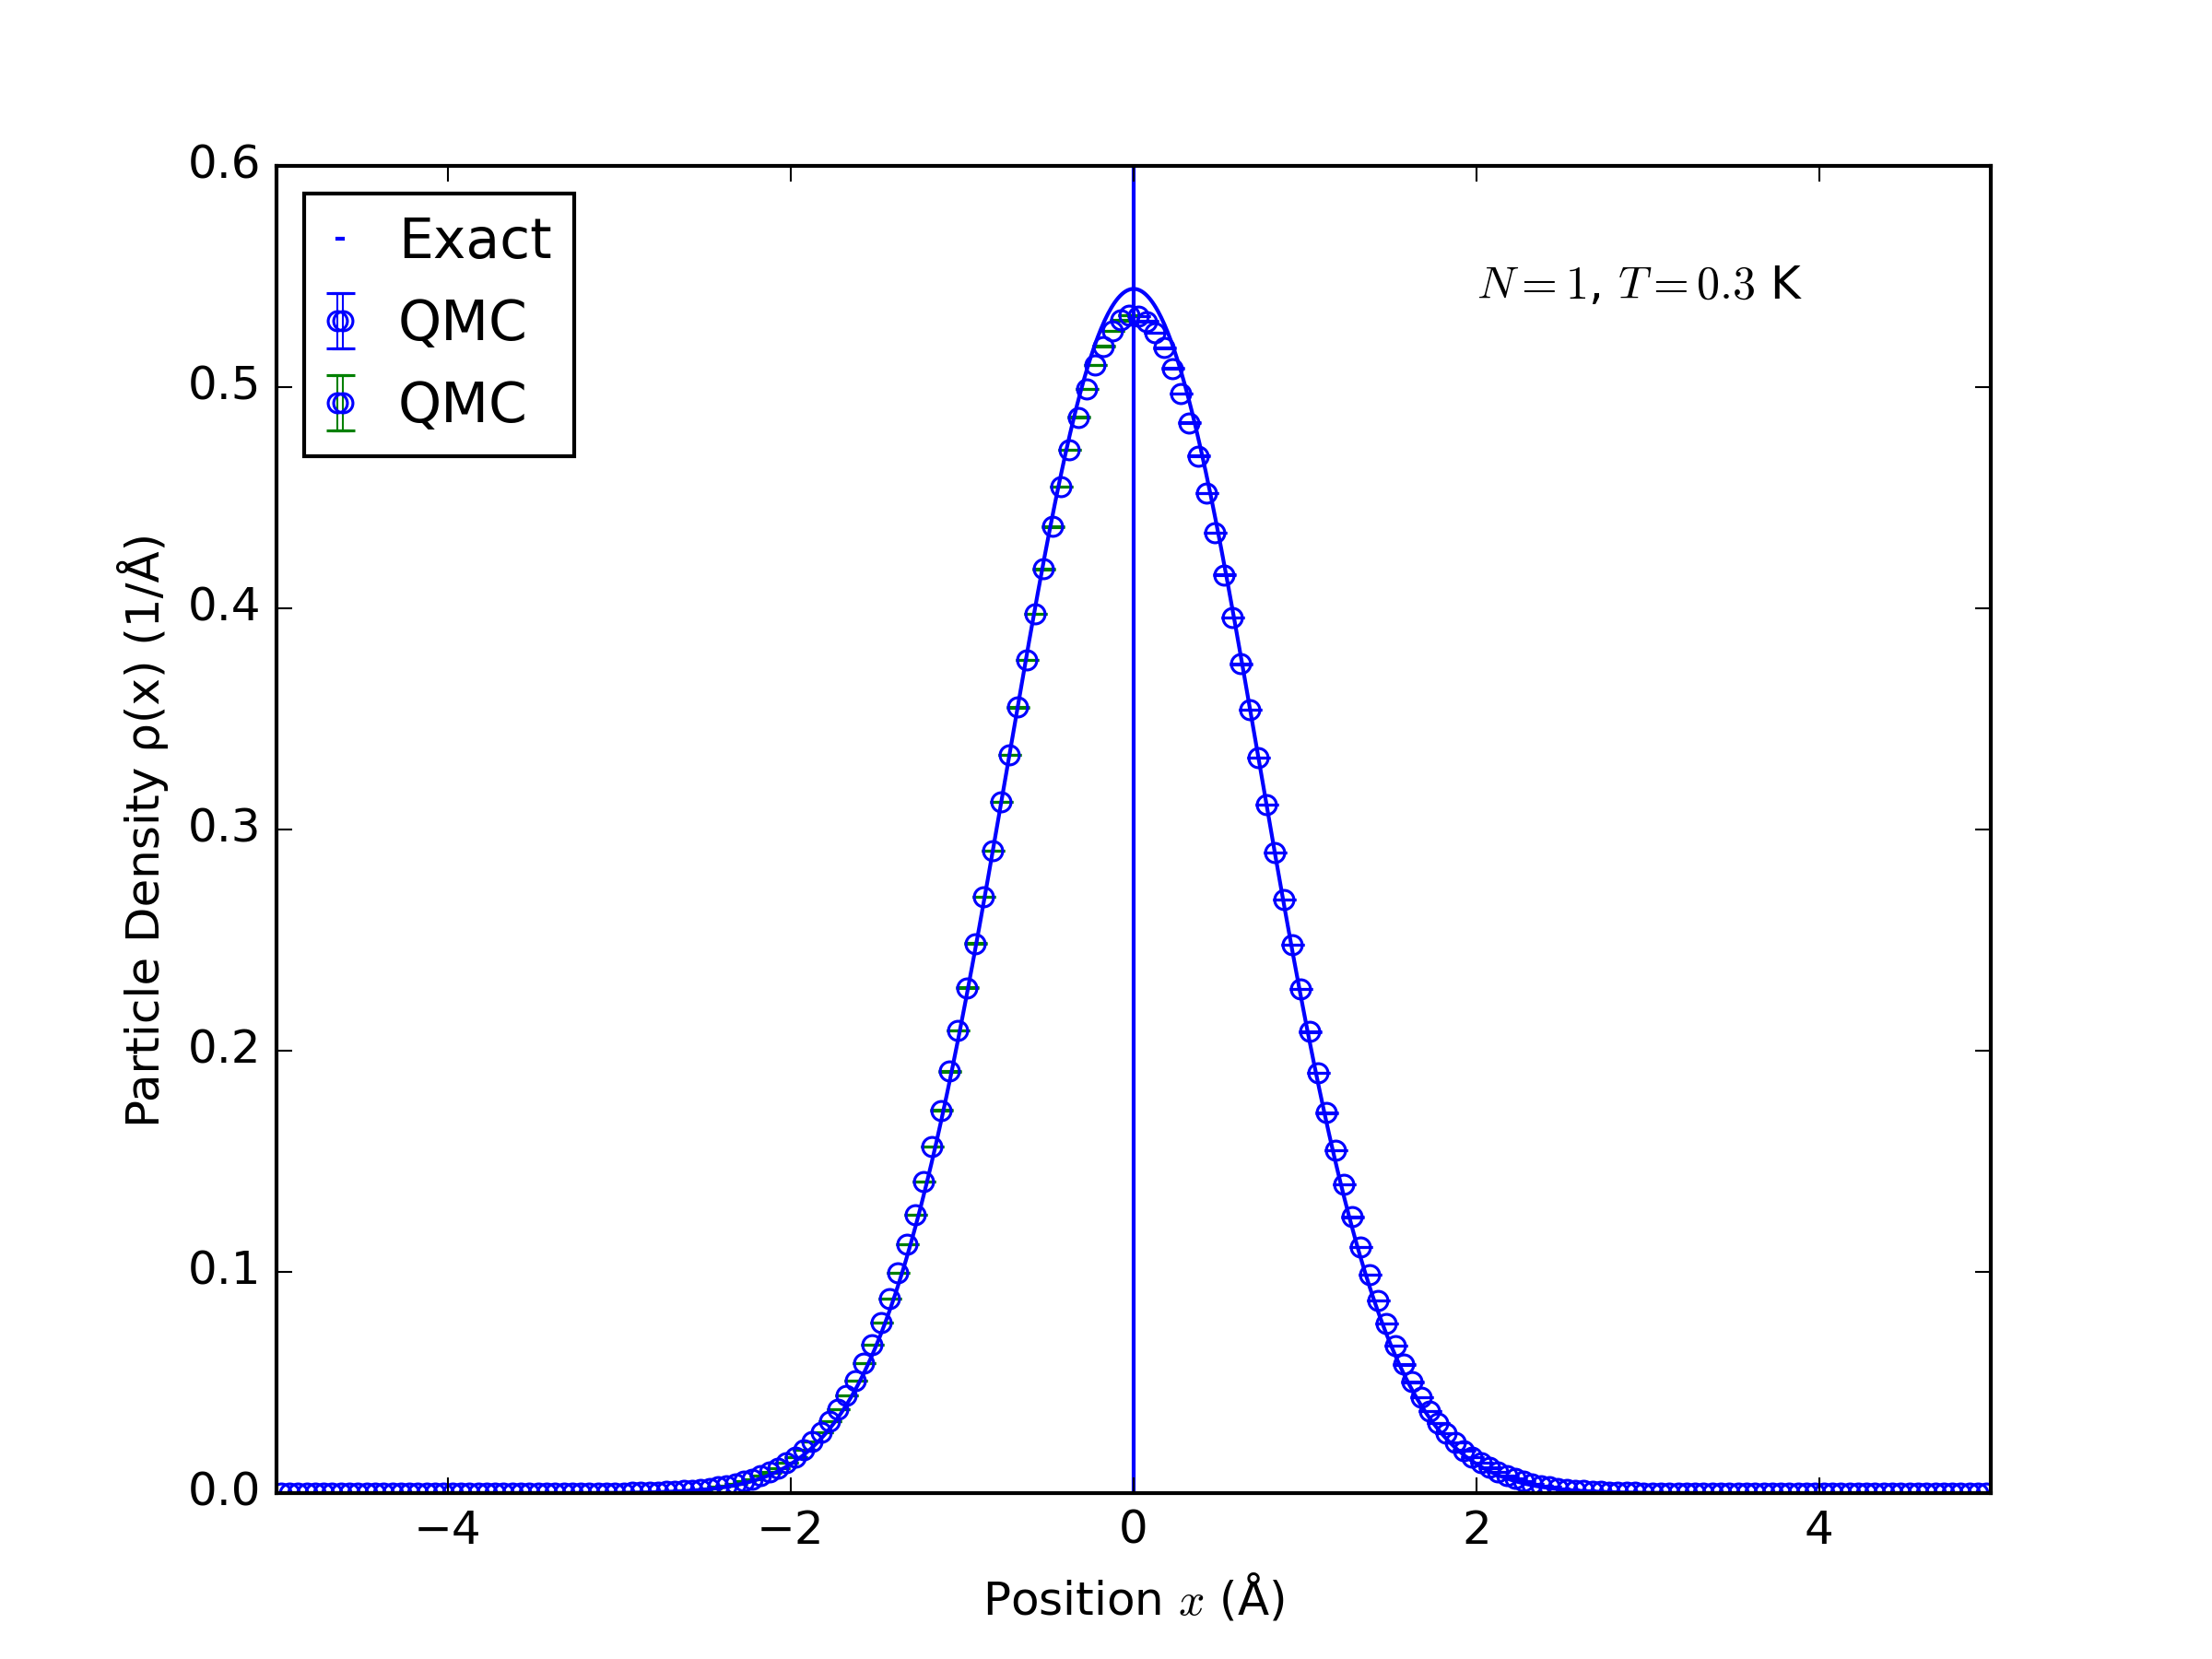 0.6
0.5
0.4
0.3
0.2
0.1
0.0
−4
−2
0
2
4
Exact
QMC
QMC
N=1, T=0.3 K
Particle Density ρ(x) (1/Å)
Position x (Å)